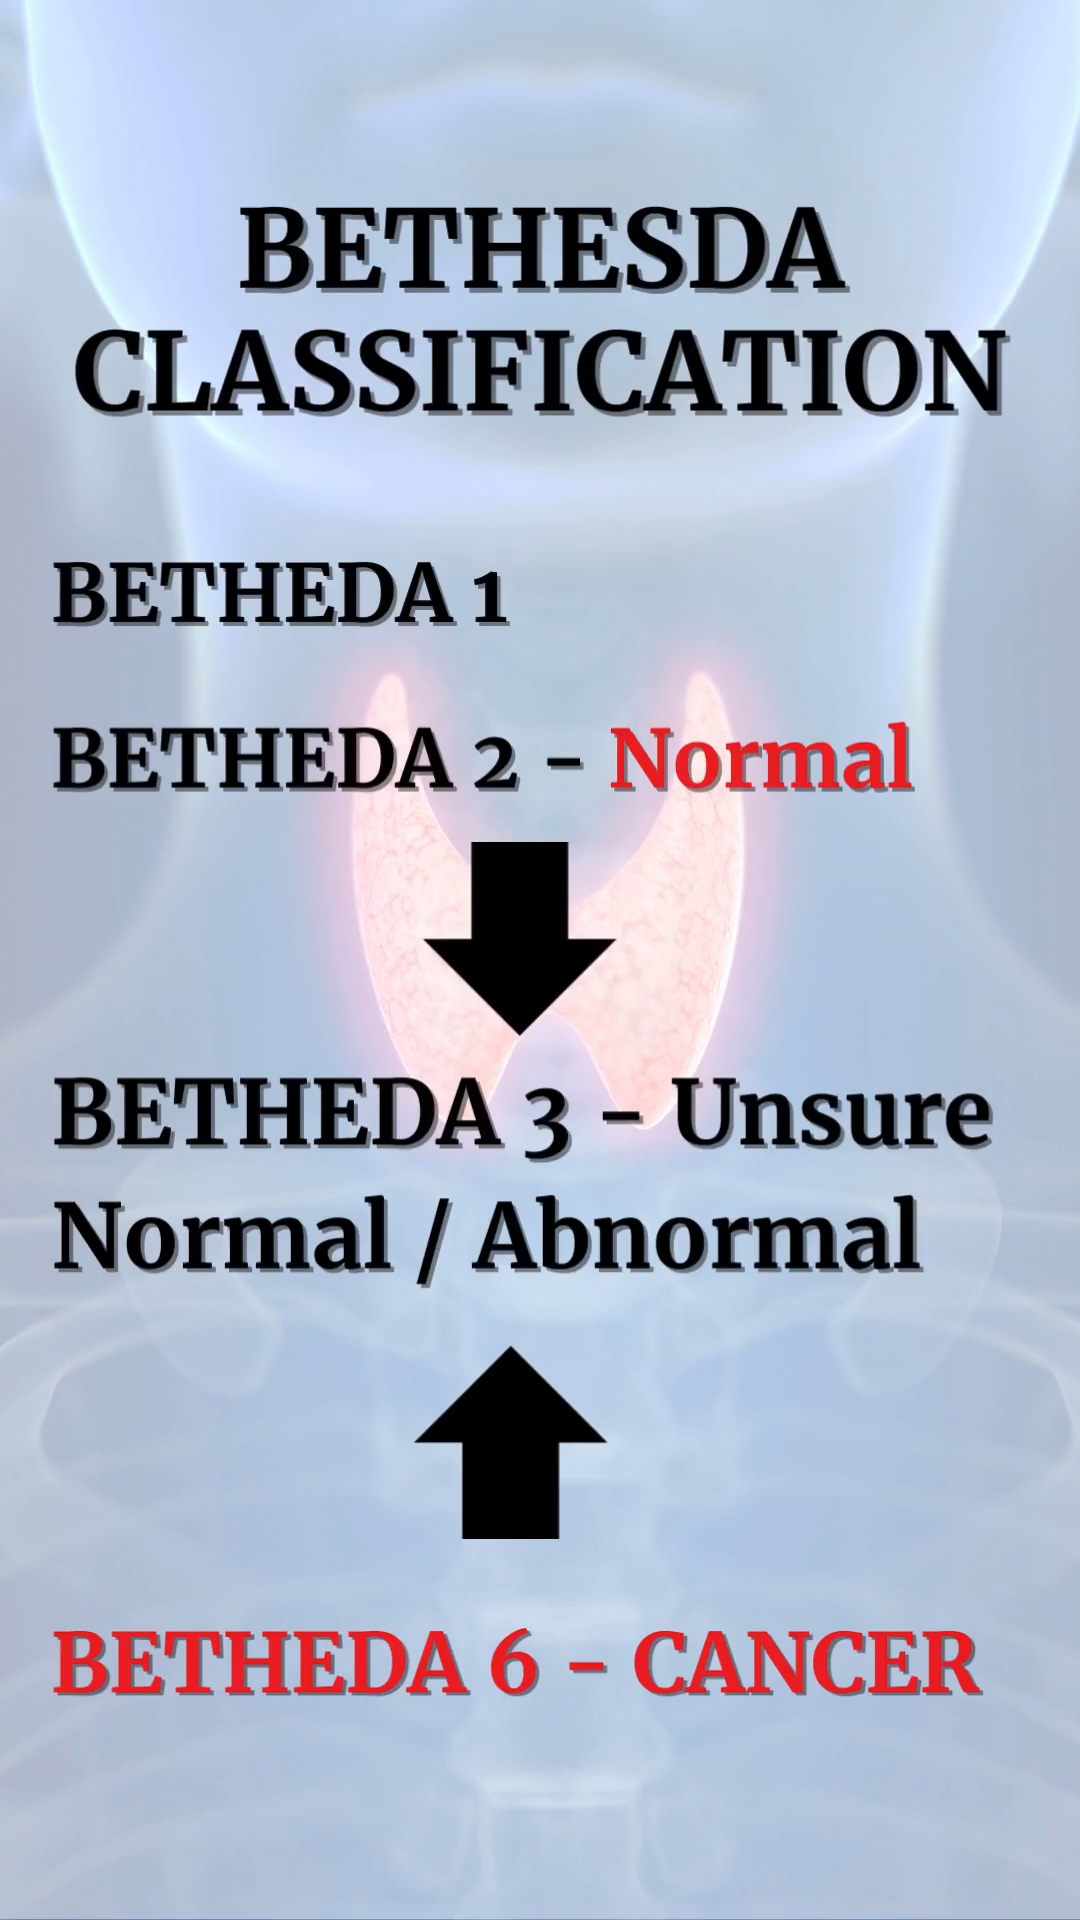 BETHESDA
CLASSIFICATION
BETHEDA 1
BETHEDA 2 - Normal
BETHEDA 3 - Unsure
Normal / Abnormal
BETHEDA 6 - CANCER